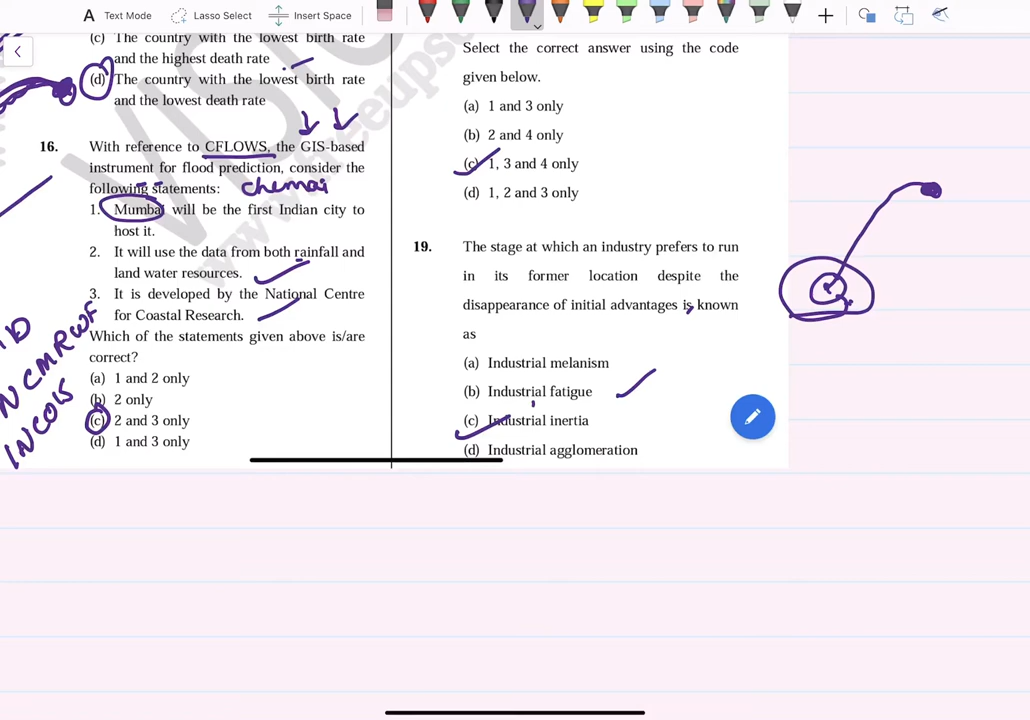 A Text Mode Lasso Select Insert Space
(c) The country with the lowest birth rate
and the highest death rate
(d) The country with the lowest birth rate
and the lowest death rate
16. With reference to CFLOWS, the GIS-based
instrument for flood prediction, consider the
following statements: Chennai
1. Mumbai will be the first Indian city to
host it.
2. It will use the data from both rainfall and
land water resources.
3. It is developed by the National Centre
for Coastal Research.
Which of the statements given above is/are
correct?
(a) 1 and 2 only
(b) 2 only
(c) 2 and 3 only
(d) 1 and 3 only
NCMRWF
INCOIS
Select the correct answer using the code
given below.
(a) 1 and 3 only
(b) 2 and 4 only
(c) 1, 3 and 4 only
(d) 1, 2 and 3 only
19. The stage at which an industry prefers to run
in its former location despite the
disappearance of initial advantages is known
as
(a) Industrial melanism
(b) Industrial fatigue
(c) Industrial inertia
(d) Industrial agglomeration